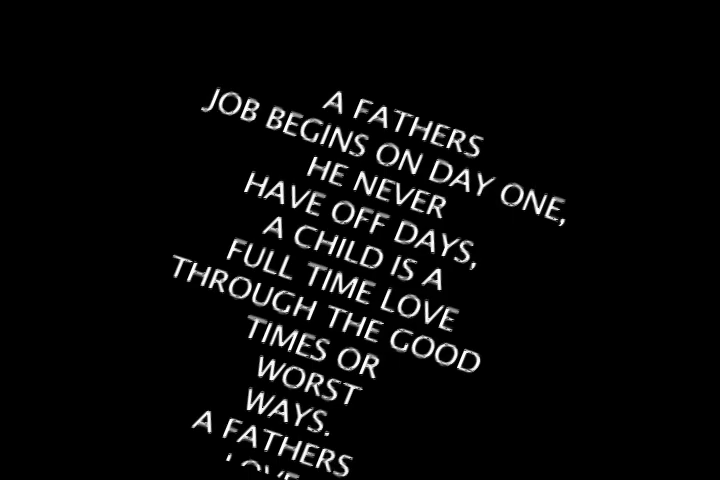 A FATHERS
JOB BEGINS ON DAY ONE,
HE NEVER
HAVE OFF DAYS,
A CHILD IS A
FULL TIME LOVE
THROUGH THE GOOD
TIMES OR
WORST
WAYS.
A FATHERS